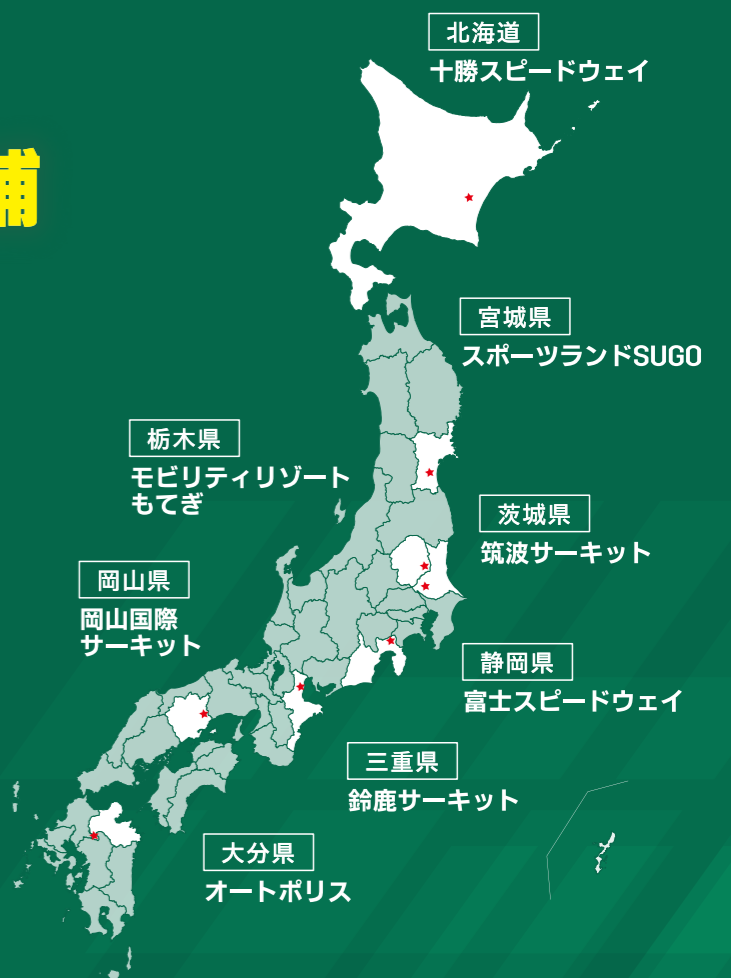 北海道
十勝スピードウェイ
宮城県
スポーツランドSUGO
栃木県
モビリティリゾート
もてぎ
茨城県
筑波サーキット
岡山県
岡山国際
サーキット
静岡県
富士スピードウェイ
三重県
鈴鹿サーキット
大分県
オートポリス